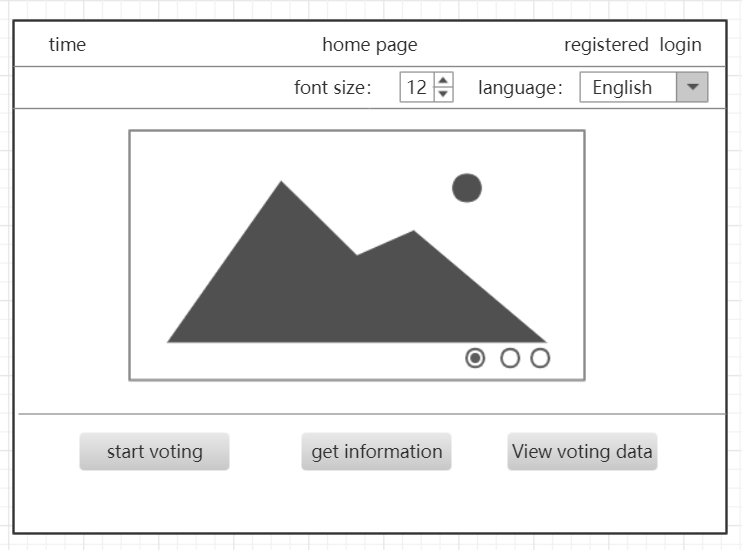 time home page registered login
font size: 12 language: English
start voting get information View voting data